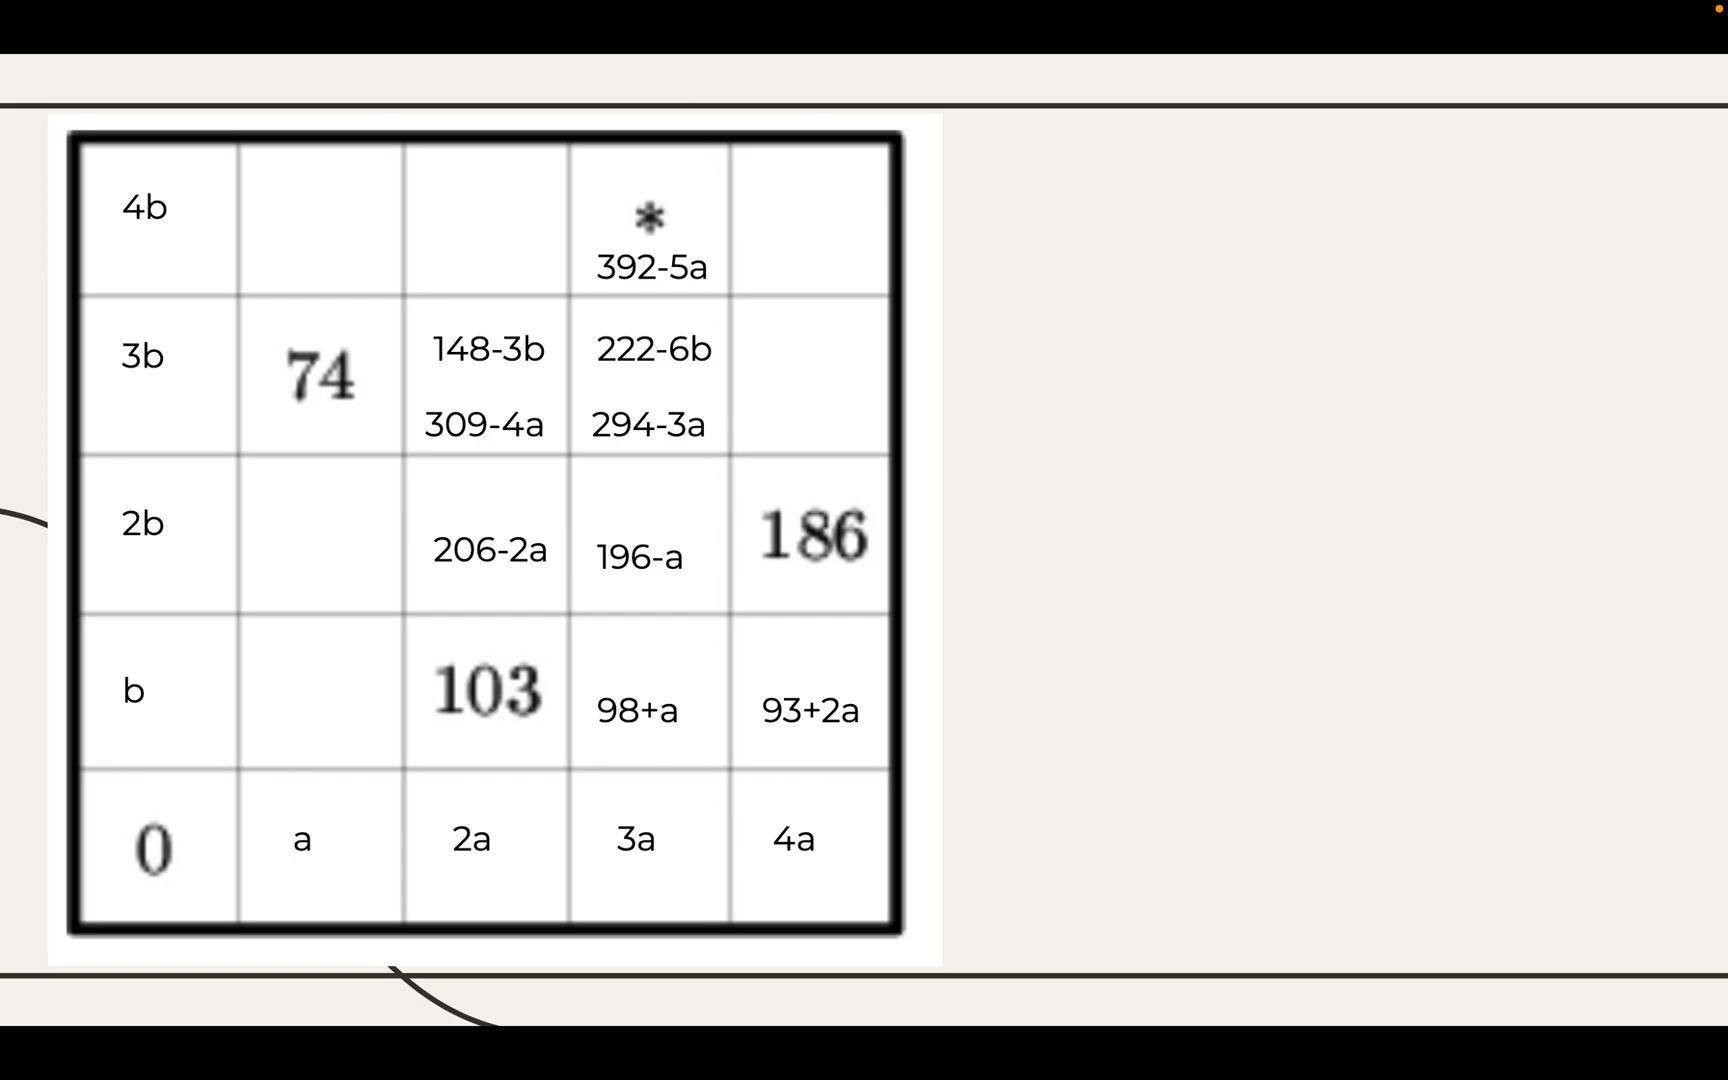 4b
*
392-5a
3b
74
148-3b
222-6b
309-4a
294-3a
2b
206-2a
196-a
186
b
103
98+a
93+2a
0
a
2a
3a
4a